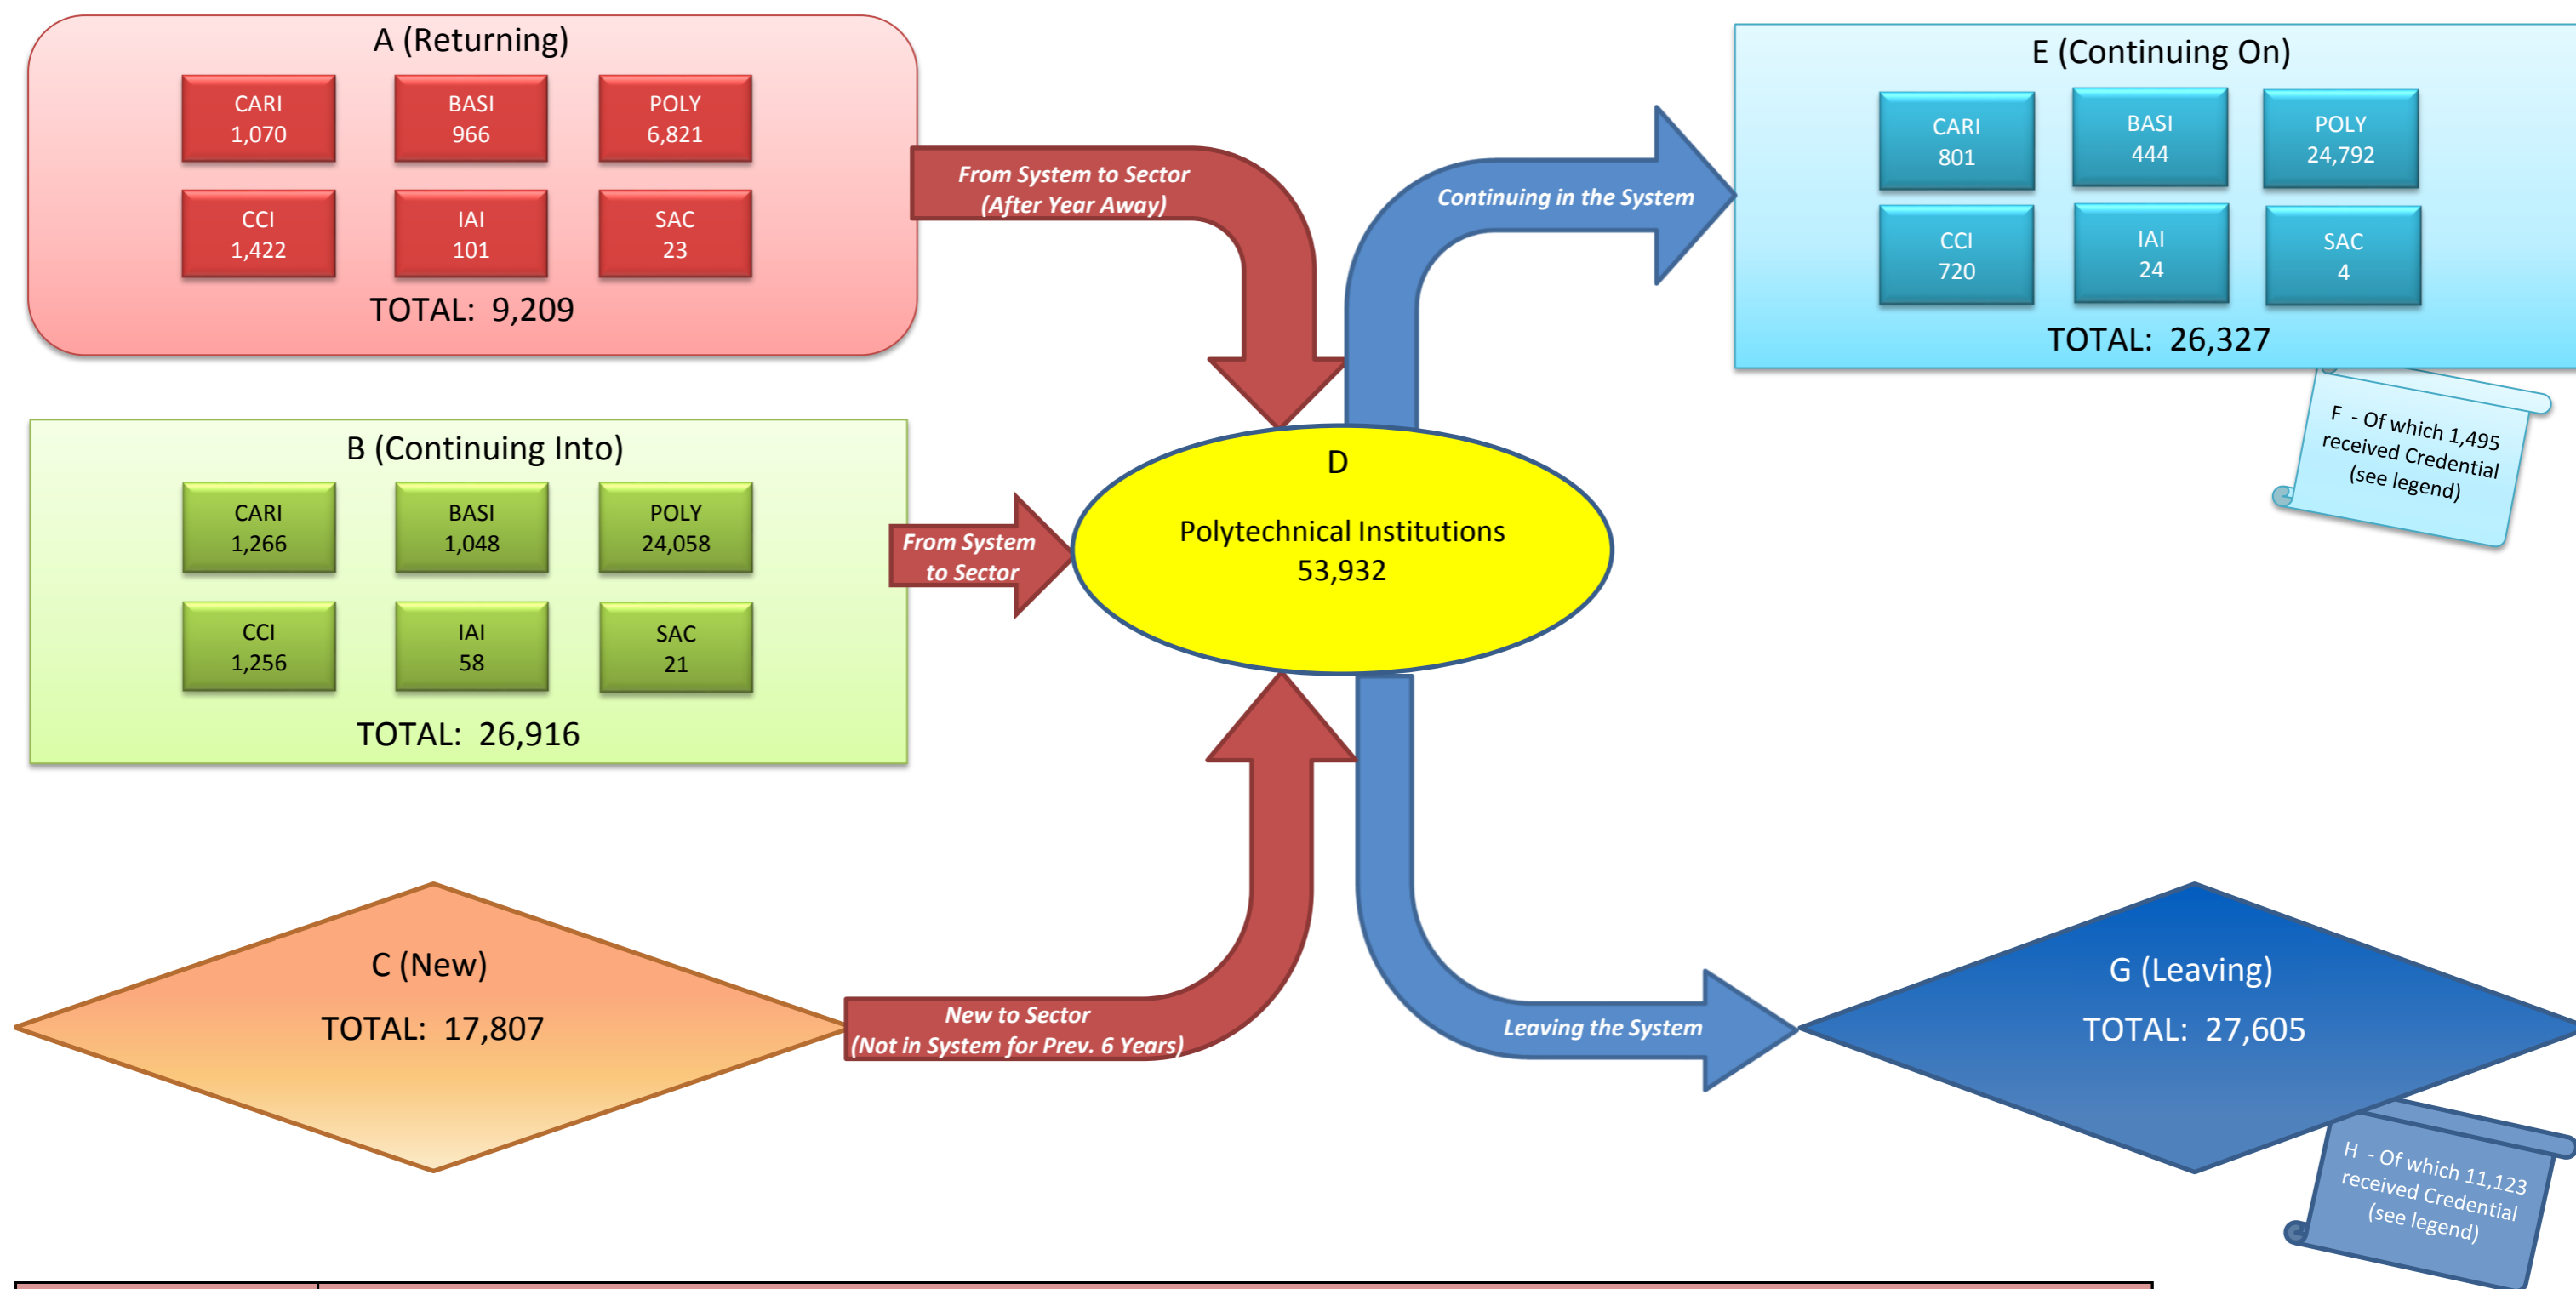 A (Returning)
CARI
1,070
BASI
966
POLY
6,821
CCI
1,422
IAI
101
SAC
23
TOTAL: 9,209
From System to Sector
(After Year Away)
Continuing in the System
E (Continuing On)
CARI
801
BASI
444
POLY
24,792
CCI
720
IAI
24
SAC
4
TOTAL: 26,327
F - Of which 1,495
received Credential
(see legend)
B (Continuing Into)
CARI
1,266
BASI
1,048
POLY
24,058
CCI
1,256
IAI
58
SAC
21
TOTAL: 26,916
From System
to Sector
D
Polytechnical Institutions
53,932
C (New)
TOTAL: 17,807
New to Sector
(Not in System for Prev. 6 Years)
Leaving the System
G (Leaving)
TOTAL: 27,605
H - Of which 11,123
received Credential
(see legend)